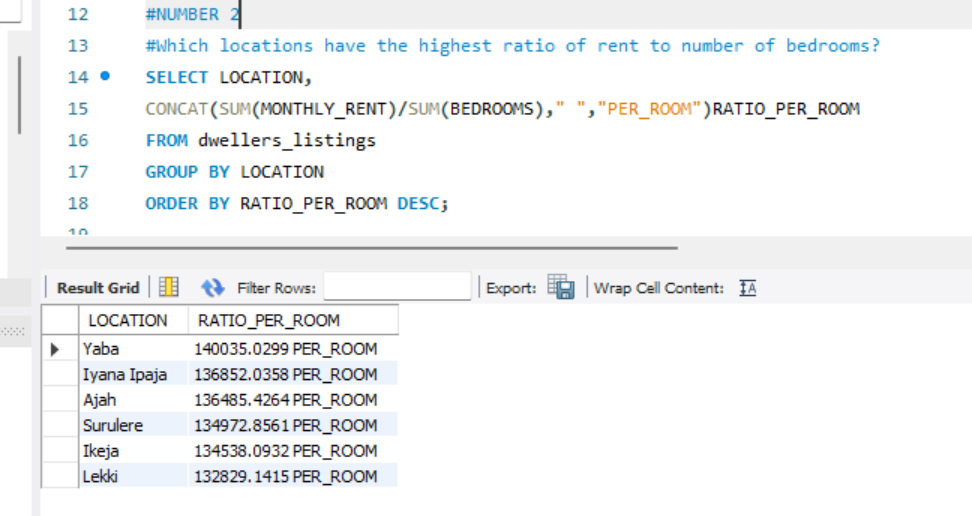 12 #NUMBER 2
13 #Which locations have the highest ratio of rent to number of bedrooms?
14 SELECT LOCATION,
15 CONCAT(SUM(MONTHLY_RENT)/SUM(BEDROOMS)," ","PER_ROOM")RATIO_PER_ROOM
16 FROM dwellers_listings
17 GROUP BY LOCATION
18 ORDER BY RATIO_PER_ROOM DESC;
19
Result Grid Filter Rows: Export: Wrap Cell Content: IA
LOCATION RATIO_PER_ROOM
Yaba 140035.0299 PER_ROOM
Iyana Ipaja 136852.0358 PER_ROOM
Ajah 136485.4264 PER_ROOM
Surulere 134972.8561 PER_ROOM
Ikeja 134538.0932 PER_ROOM
Lekki 132829.1415 PER_ROOM